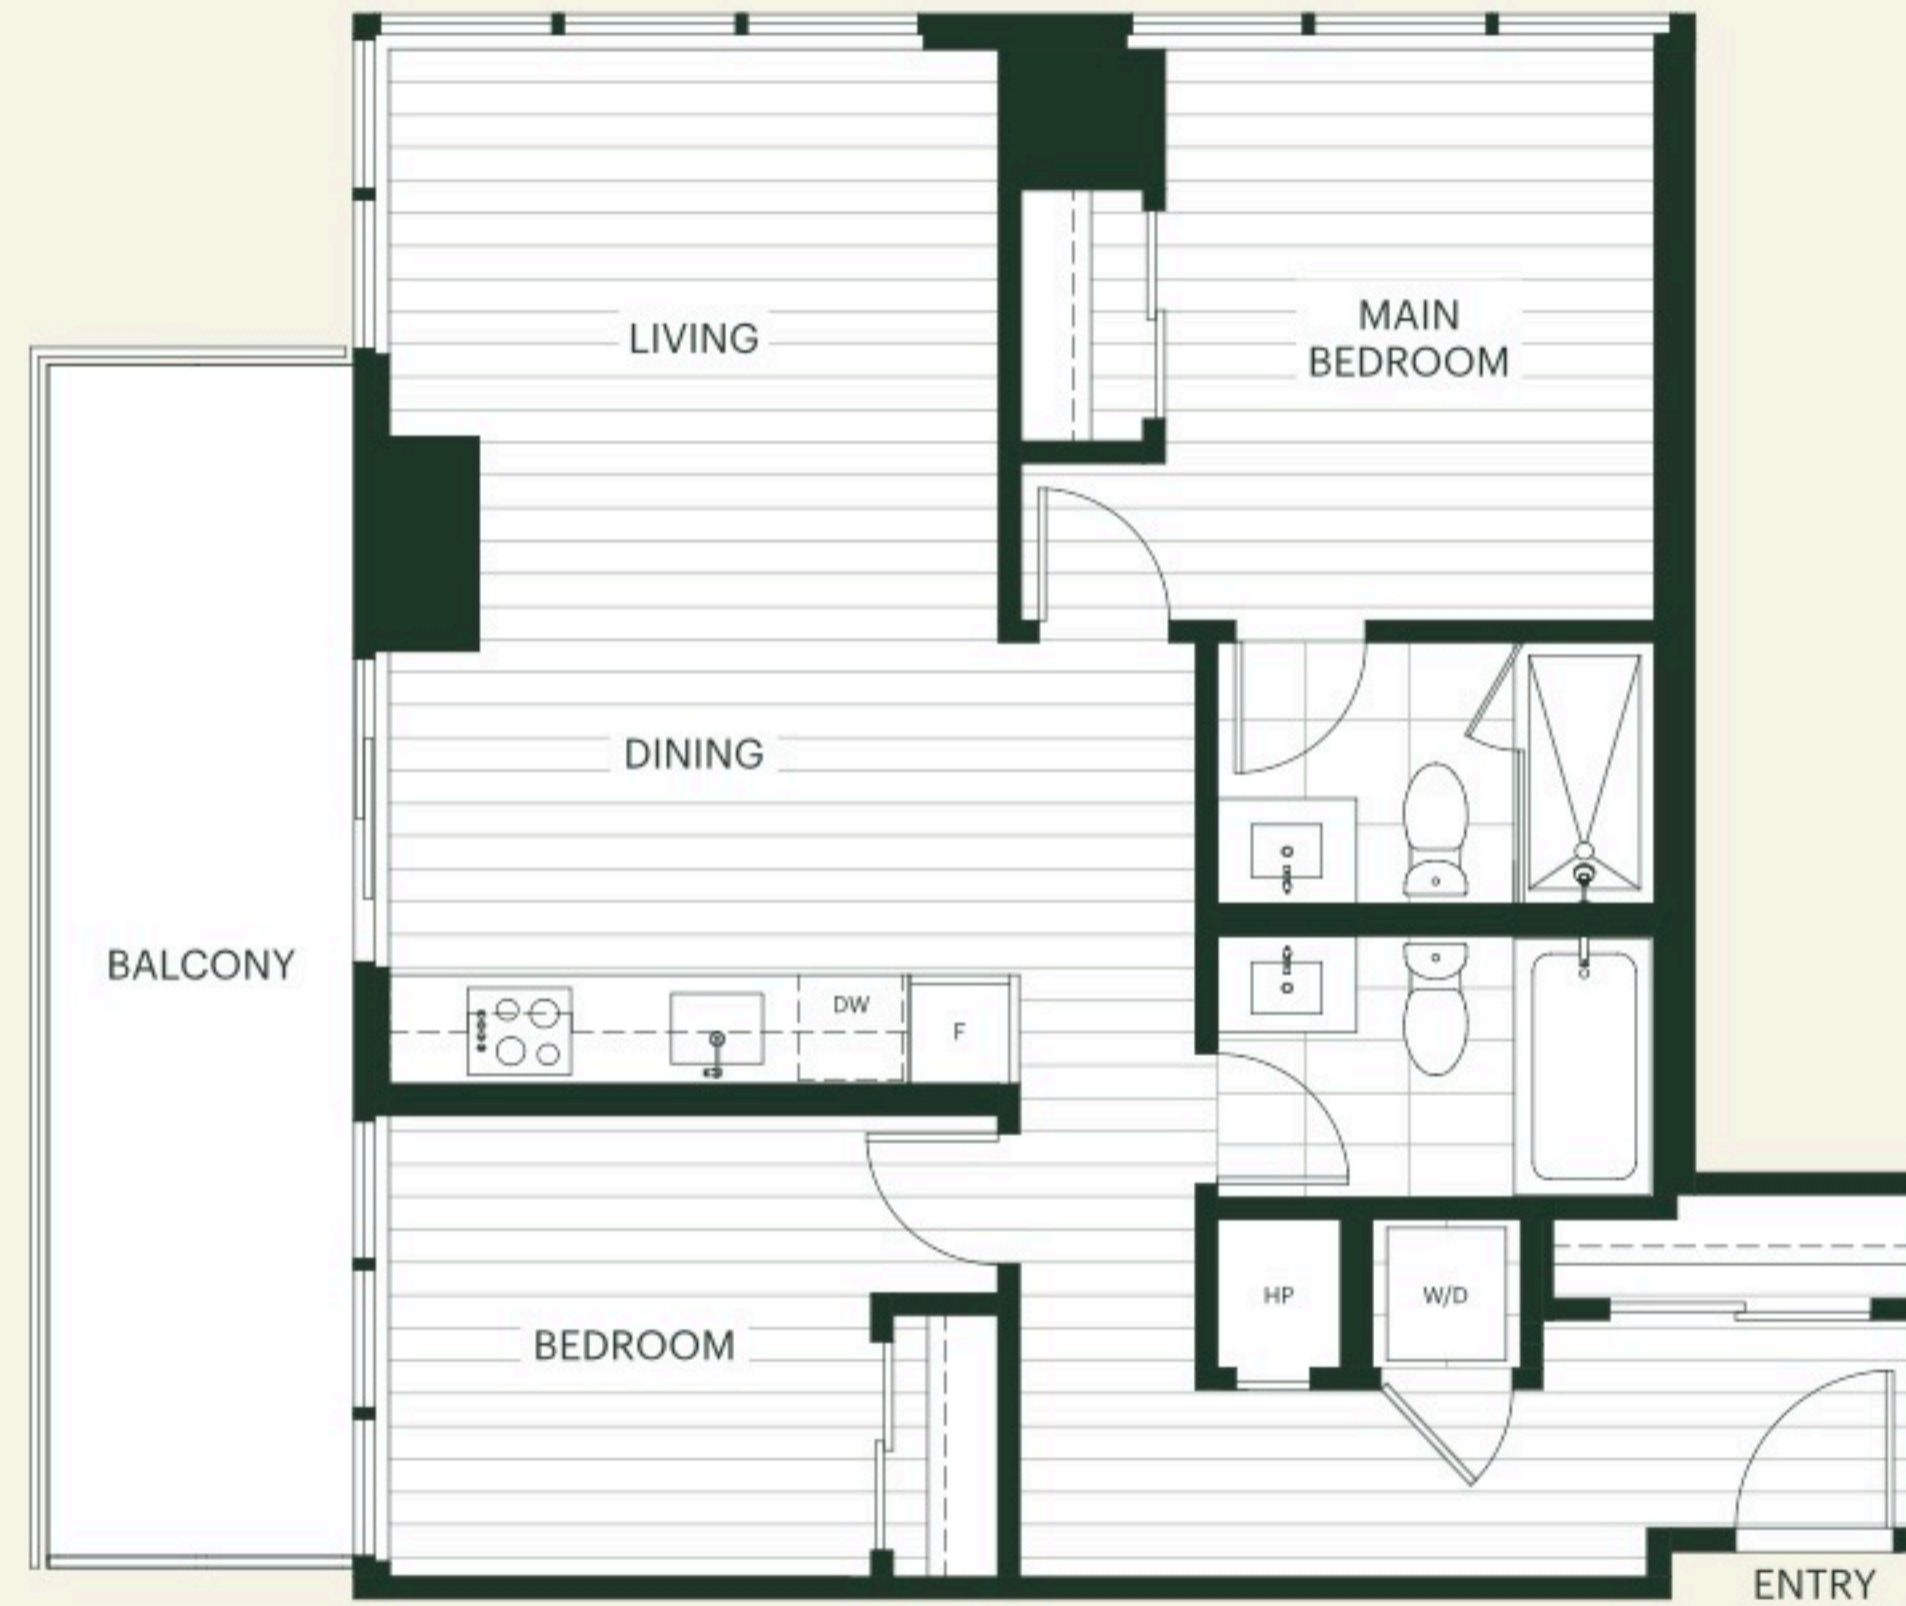 LIVING
MAIN
BEDROOM
DINING
BALCONY
DW
F
HP
W/D
BEDROOM
ENTRY